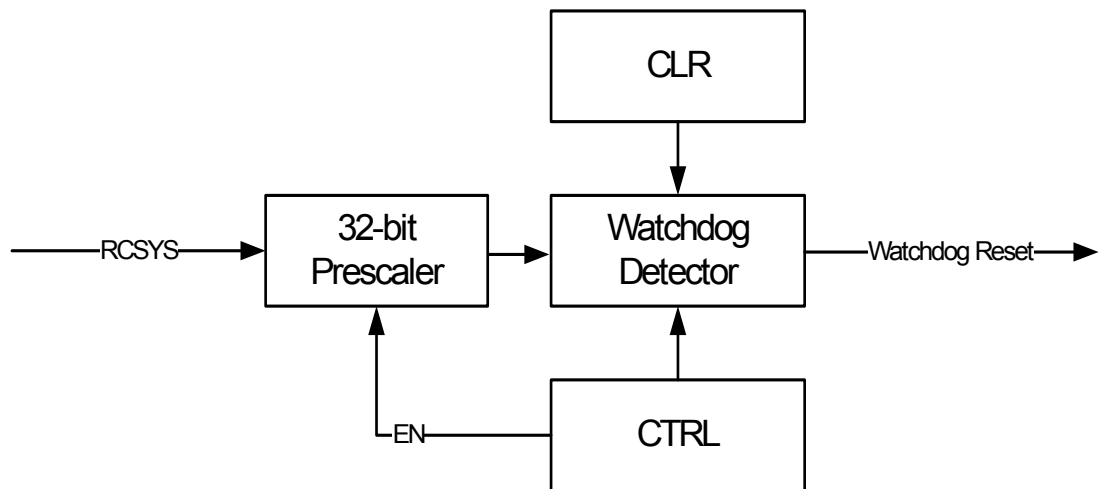 CLR
RCSYS
32-bit
Prescaler
Watchdog
Detector
Watchdog Reset
EN
CTRL